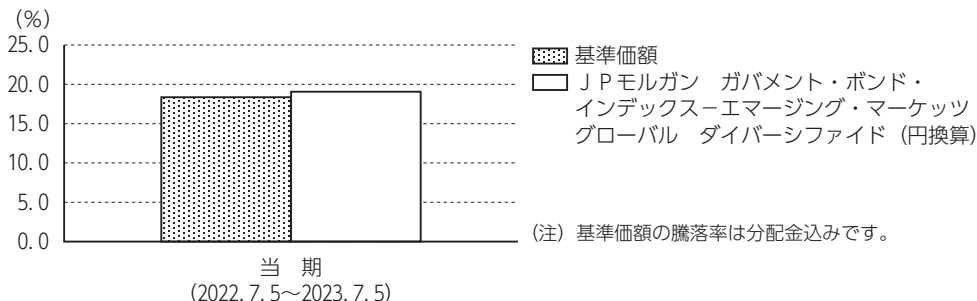 (%)
25.0
20.0
15.0
10.0
5.0
0.0
基準価額
ＪＰモルガン　ガバメント・ボンド・
インデックス－エマージング・マーケッツ
グローバル　ダイバーシファイド（円換算）
（注）基準価額の騰落率は分配金込みです。
当　期
(2022.7.5～2023.7.5)